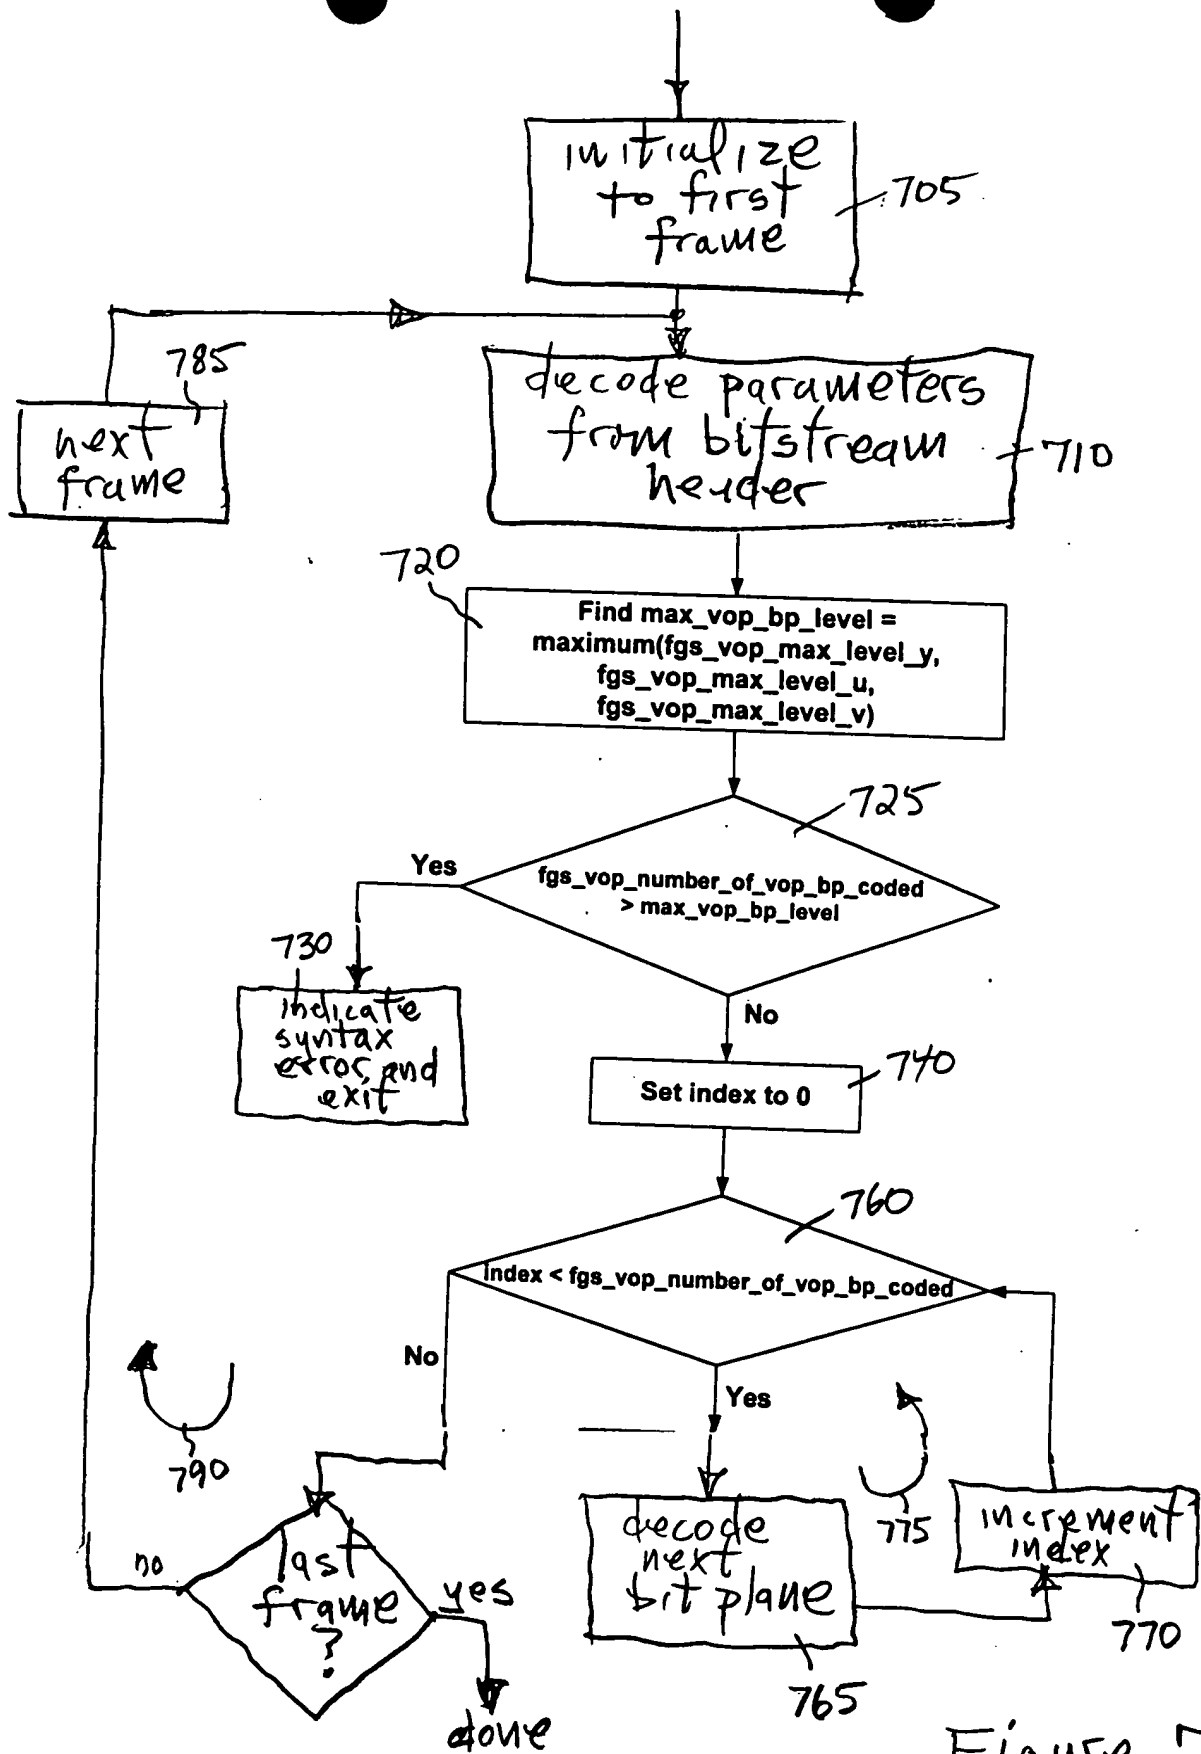 initialize
to first
frame
705
785
next
frame
decode parameters
from bitstream
header
710
720
Find max_vop_bp_level =
maximum(fgs_vop_max_level_y,
fgs_vop_max_level_u,
fgs_vop_max_level_v)
725
Yes
fgs_vop_number_of_vop_bp_coded
> max_vop_bp_level
730
indicate
syntax
error and
exit
No
740
Set index to 0
760
Index < fgs_vop_number_of_vop_bp_coded
No
Yes
790
775
decode
next
bit plane
765
increment
index
770
no
last
frame
?
yes
done
Figure